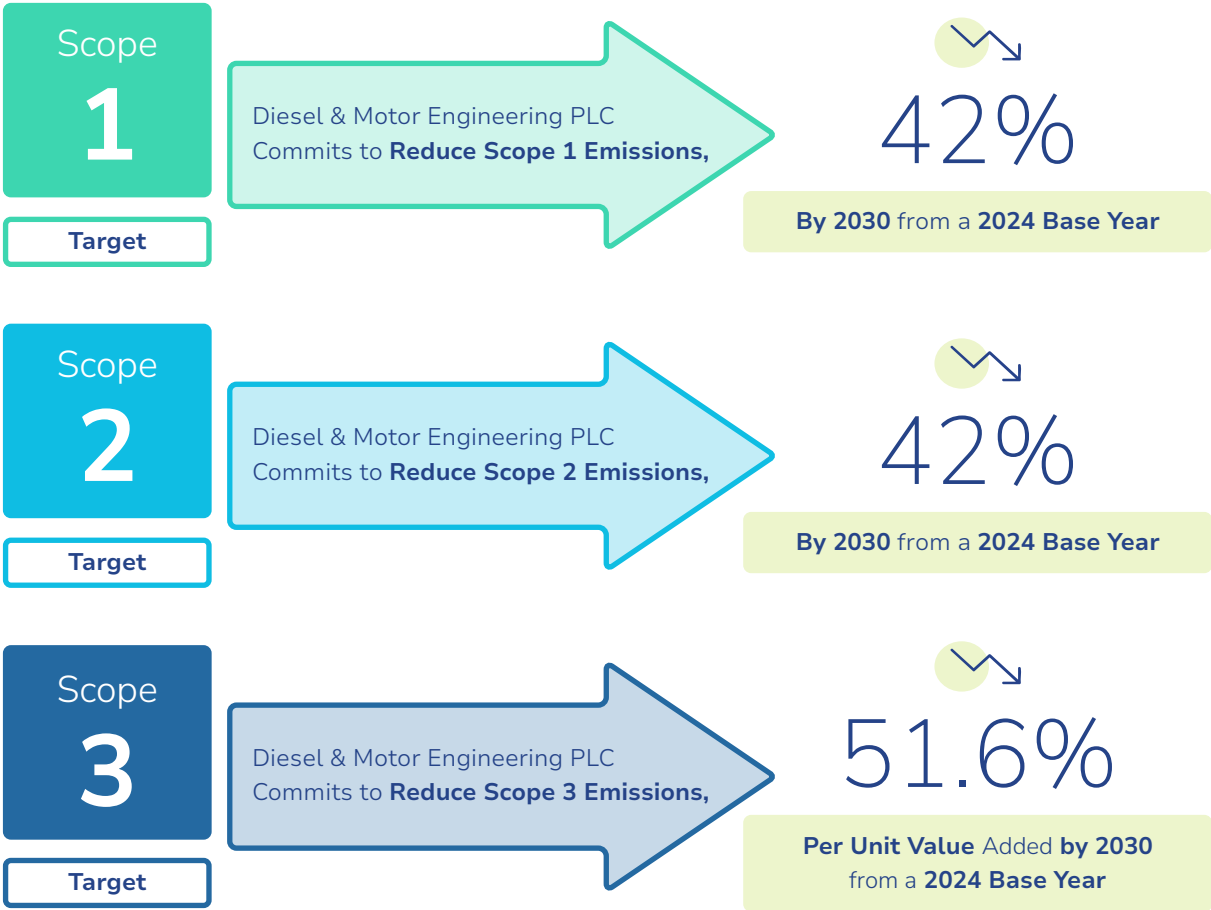 Scope
1
Target
Diesel & Motor Engineering PLC
Commits to Reduce Scope 1 Emissions,
42%
By 2030 from a 2024 Base Year
Scope
2
Target
Diesel & Motor Engineering PLC
Commits to Reduce Scope 2 Emissions,
42%
By 2030 from a 2024 Base Year
Scope
3
Target
Diesel & Motor Engineering PLC
Commits to Reduce Scope 3 Emissions,
51.6%
Per Unit Value Added by 2030
from a 2024 Base Year